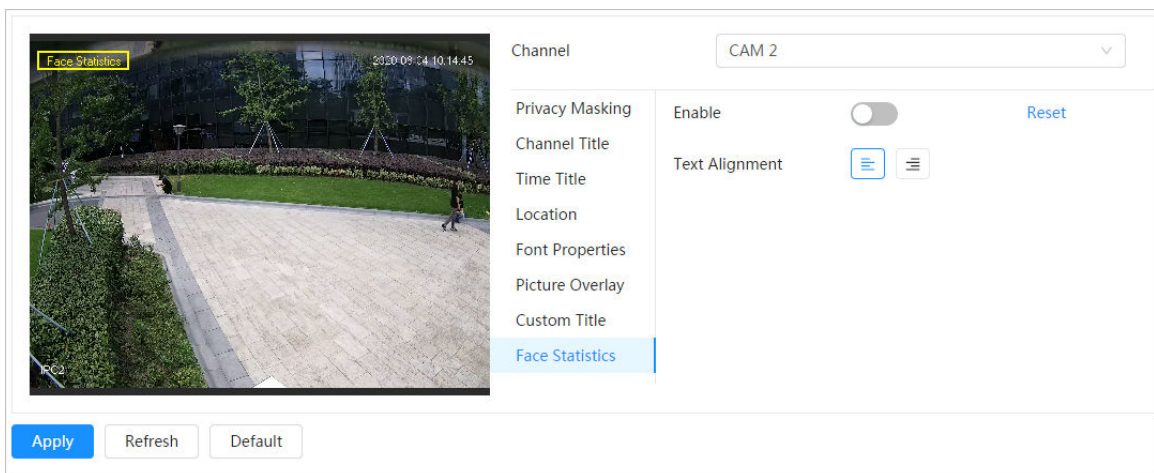 Face Statistics
2020-09-04 10:14:45
IPC2
Channel
CAM 2
Privacy Masking
Channel Title
Time Title
Location
Font Properties
Picture Overlay
Custom Title
Face Statistics
Enable
Reset
Text Alignment
Apply
Refresh
Default